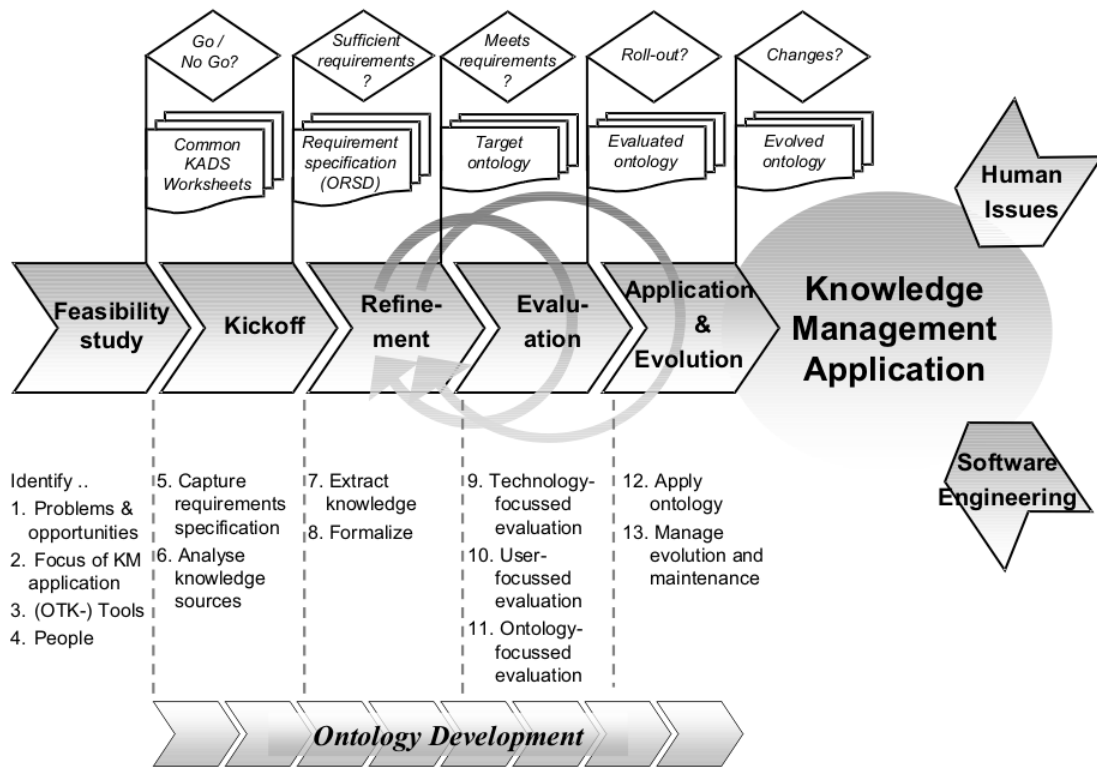 Go /
No Go?
Sufficient
requirements
?
Meets
requirements
?
Roll-out?
Changes?
Common
KADS
Worksheets
Requirement
specification
(ORSD)
Target
ontology
Evaluated
ontology
Evolved
ontology
Human
Issues
Feasibility
study
Kickoff
Refine-
ment
Evalu-
ation
Application
&
Evolution
Knowledge
Management
Application
Software
Engineering
Identify ..
1. Problems &
opportunities
2. Focus of KM
application
3. (OTK-) Tools
4. People
5. Capture
requirements
specification
6. Analyse
knowledge
sources
7. Extract
knowledge
8. Formalize
9. Technology-
focussed
evaluation
10. User-
focussed
evaluation
11. Ontology-
focussed
evaluation
12. Apply
ontology
13. Manage
evolution and
maintenance
Ontology Development